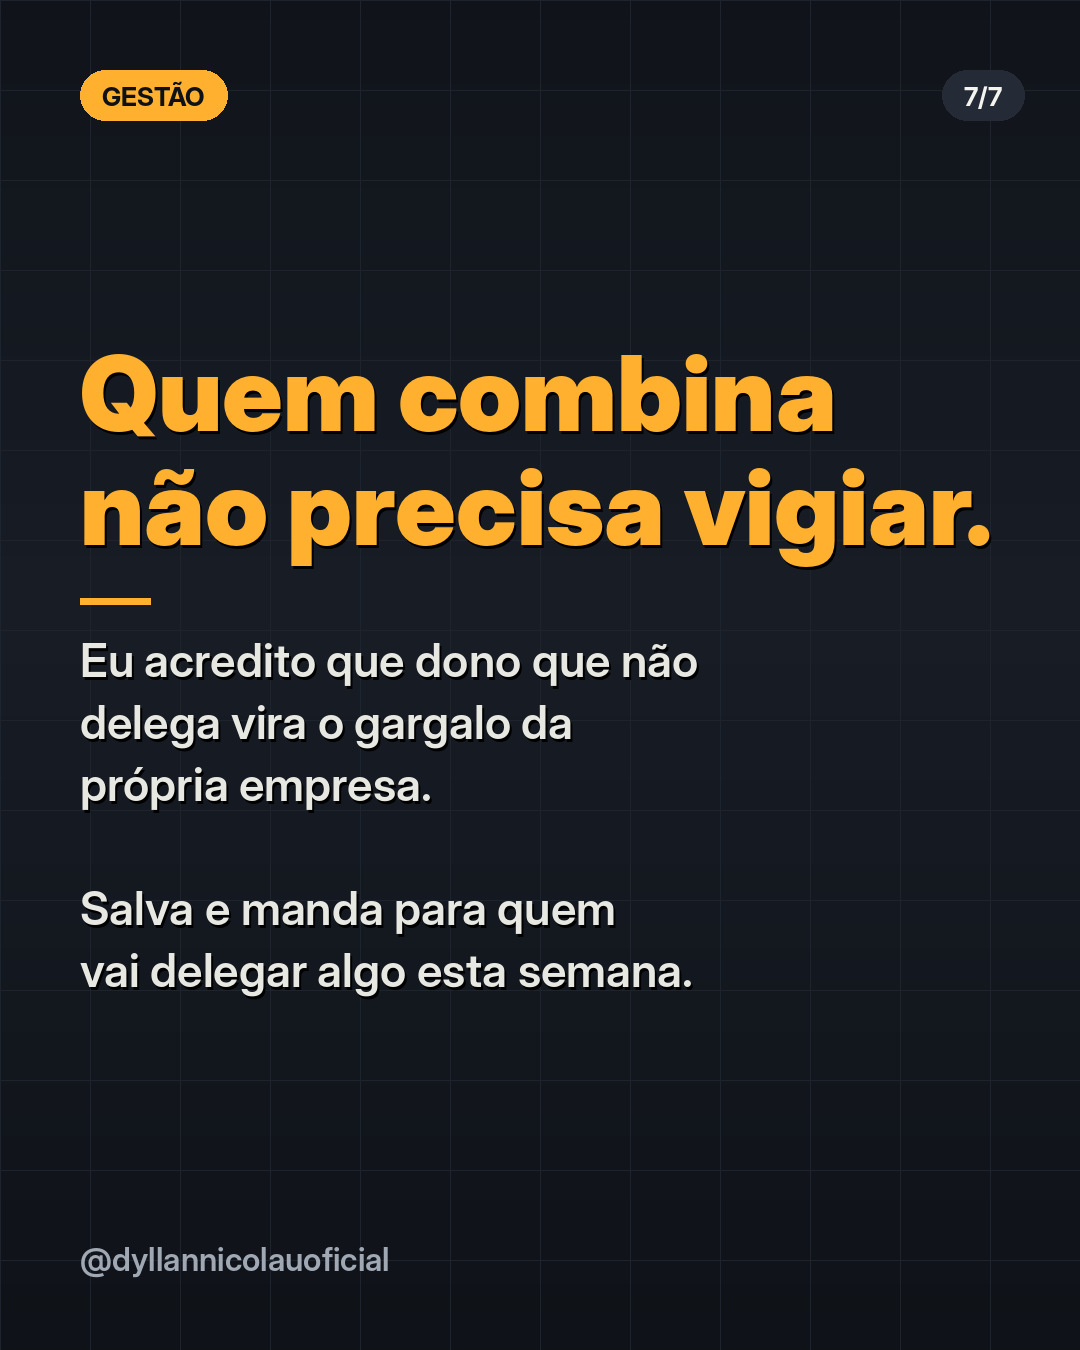 GESTÃO
7/7
Quem combina
não precisa vigiar.
Eu acredito que dono que não
delega vira o gargalo da
própria empresa.
Salva e manda para quem
vai delegar algo esta semana.
@dyllannicolauoficial